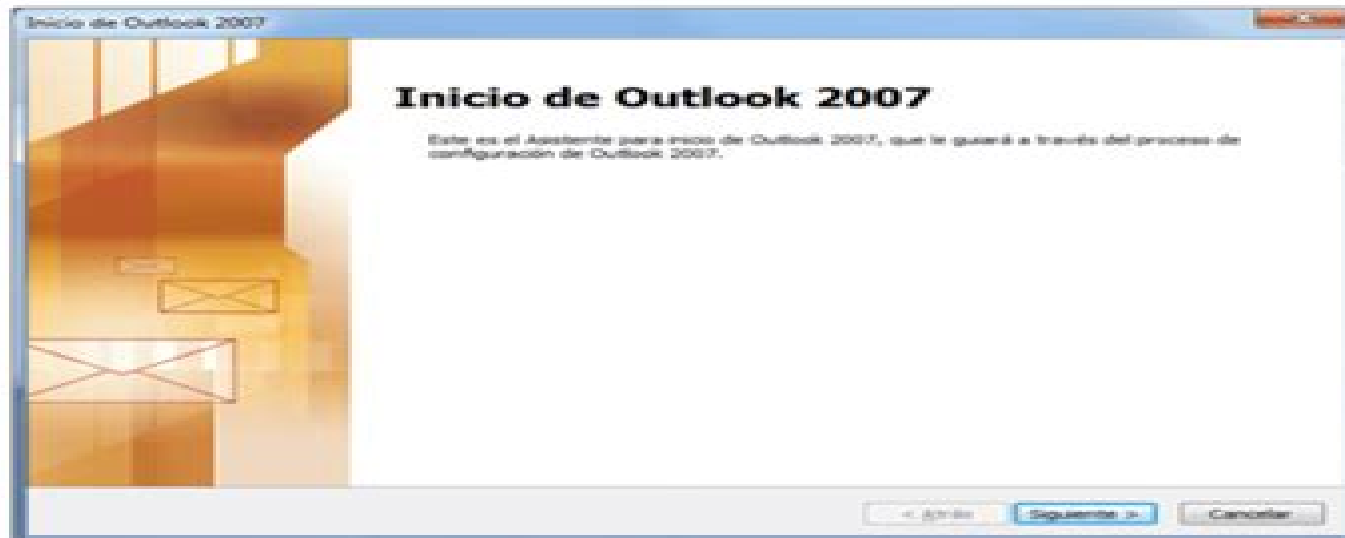 Inicio de Outlook 2007
Inicio de Outlook 2007
Este es el Asistente para inicio de Outlook 2007, que le guiará a través del proceso de
configuración de Outlook 2007.
< Atrás
Siguiente >
Cancelar